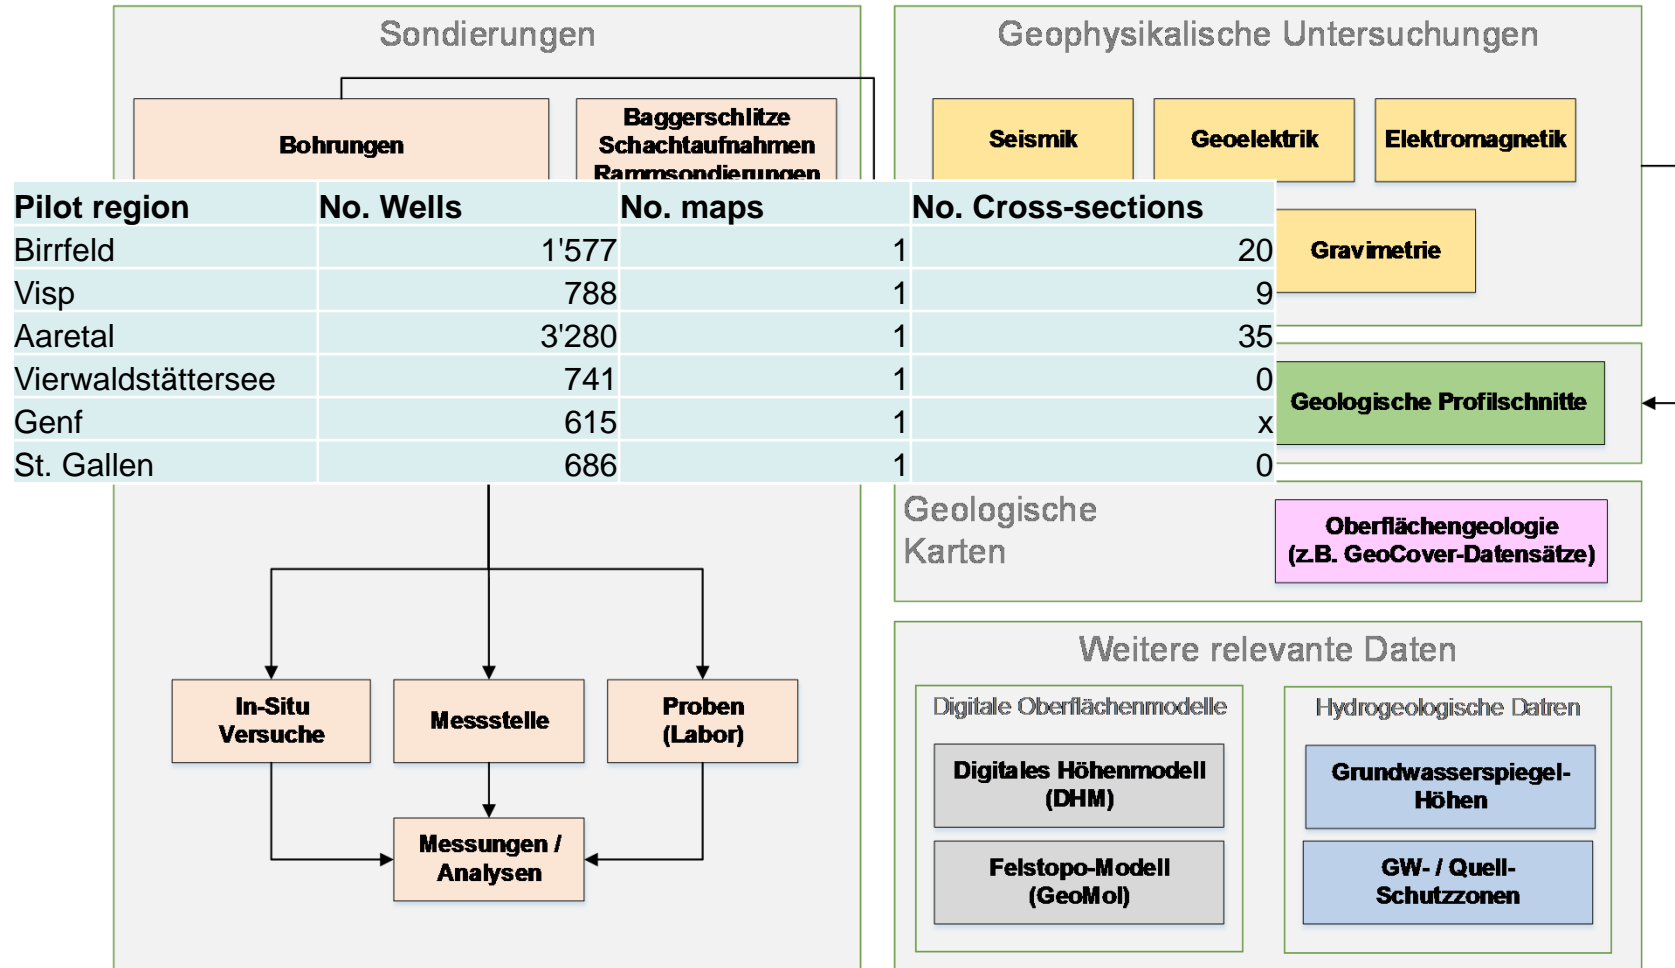 Sondierungen
Bohrungen
Baggerschlitze
Schachtaufnahmen
Rammsondierungen
Geophysikalische Untersuchungen
Seismik
Geoelektrik
Elektromagnetik
Gravimetrie
Pilot region No. Wells No. maps No. Cross-sections
Birrfeld 1'577 1 20
Visp 788 1 9
Aaretal 3'280 1 35
Vierwaldstättersee 741 1 0
Genf 615 1 x
St. Gallen 686 1 0
Geologische Profilschnitte
Geologische
Karten
Oberflächengeologie
(z.B. GeoCover-Datensätze)
In-Situ
Versuche
Messstelle
Proben
(Labor)
Messungen /
Analysen
Weitere relevante Daten
Digitale Oberflächenmodelle
Digitales Höhenmodell
(DHM)
Felstopo-Modell
(GeoMol)
Hydrogeologische Datren
Grundwasserspiegel-
Höhen
GW- / Quell-
Schutzzonen